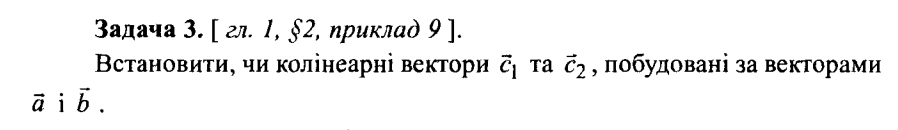 Задача 3. [ гл. 1, §2, приклад 9 ].
Встановити, чи колінеарні вектори c⃗₁ та c⃗₂ , побудовані за векторами
a⃗ і b⃗ .